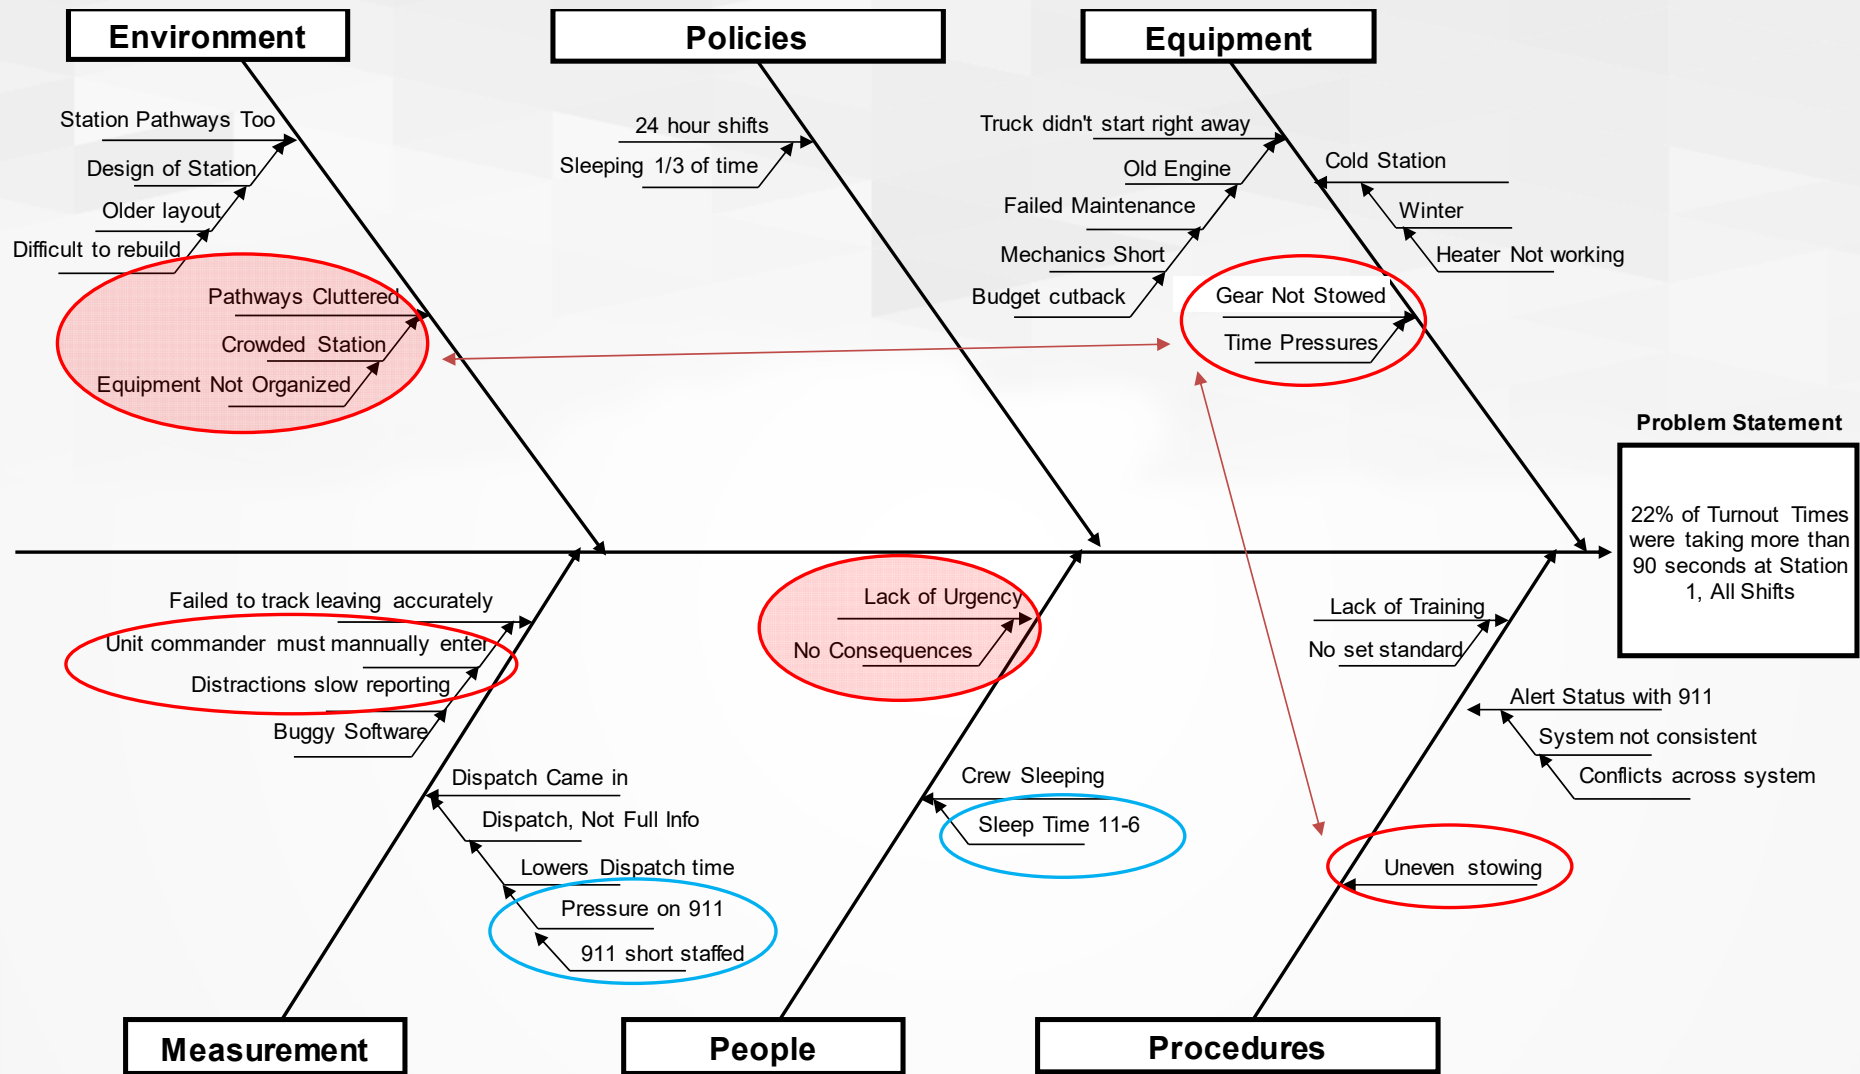 Environment
Policies
Equipment
Station Pathways Too
Design of Station
Older layout
Difficult to rebuild
Pathways Cluttered
Crowded Station
Equipment Not Organized
24 hour shifts
Sleeping 1/3 of time
Truck didn't start right away
Old Engine
Failed Maintenance
Mechanics Short
Budget cutback
Cold Station
Winter
Heater Not working
Gear Not Stowed
Time Pressures
Problem Statement
22% of Turnout Times
were taking more than
90 seconds at Station
1, All Shifts
Failed to track leaving accurately
Unit commander must mannually enter
Distractions slow reporting
Buggy Software
Dispatch Came in
Dispatch, Not Full Info
Lowers Dispatch time
Pressure on 911
911 short staffed
Lack of Urgency
No Consequences
Crew Sleeping
Sleep Time 11-6
Lack of Training
No set standard
Alert Status with 911
System not consistent
Conflicts across system
Uneven stowing
Measurement
People
Procedures